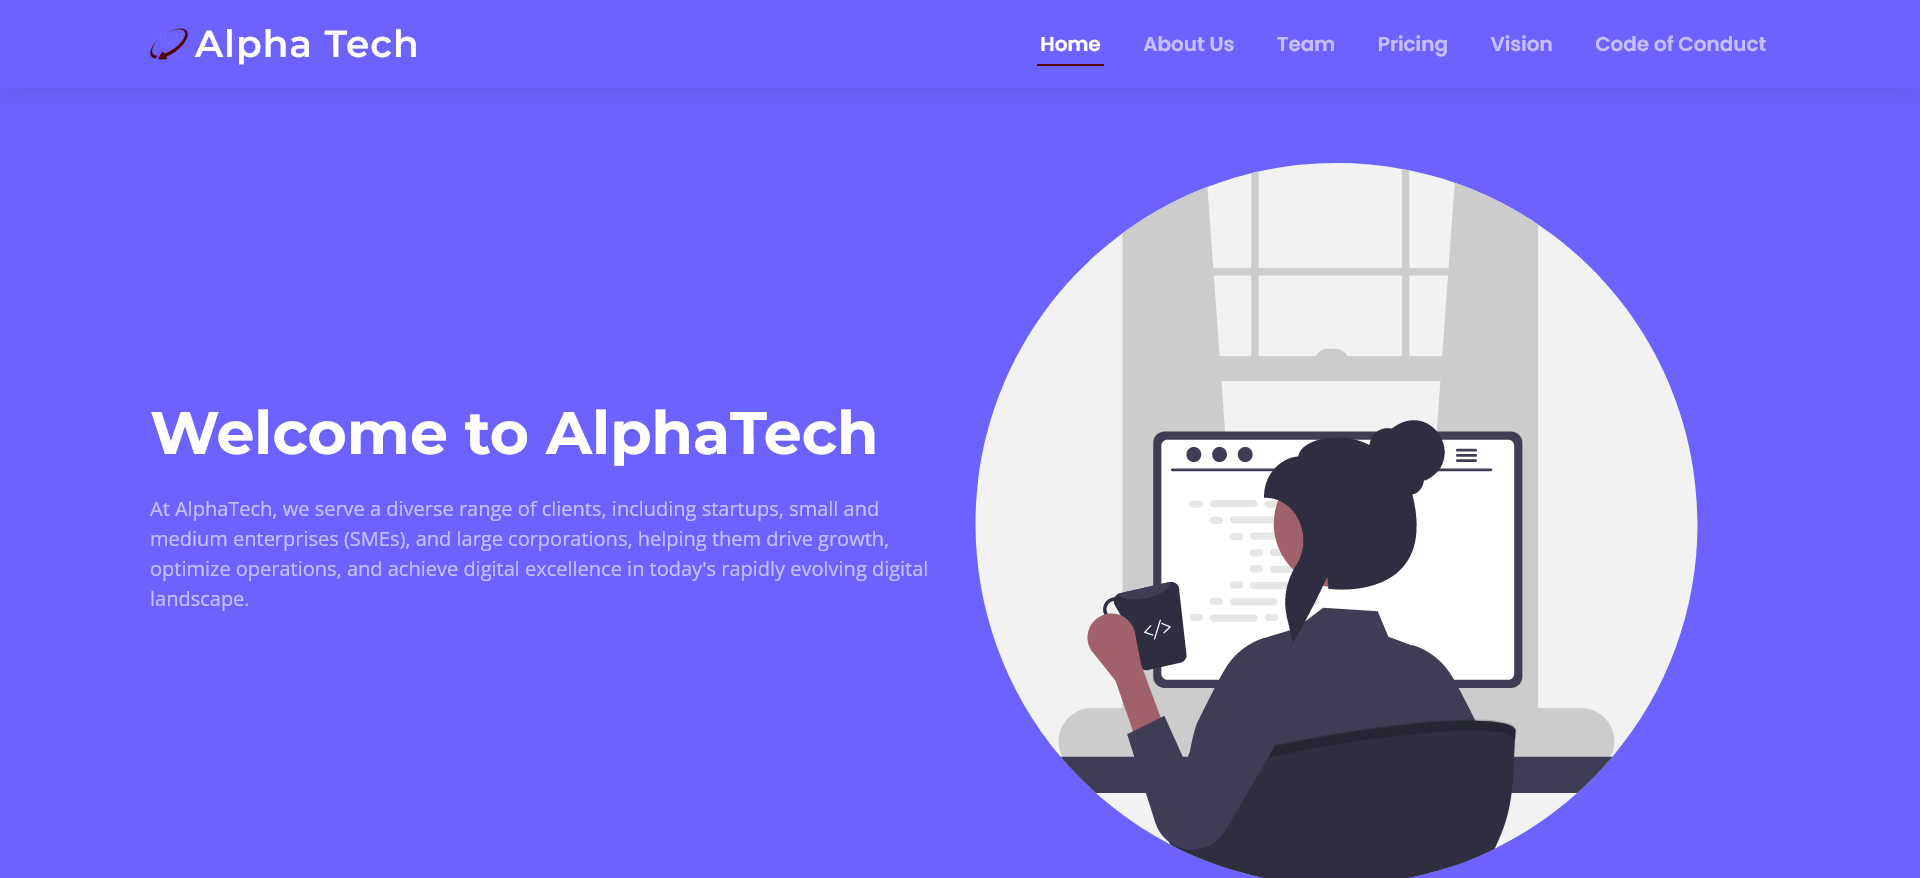 Alpha Tech
Home About Us Team Pricing Vision Code of Conduct
Welcome to AlphaTech
At AlphaTech, we serve a diverse range of clients, including startups, small and
medium enterprises (SMEs), and large corporations, helping them drive growth,
optimize operations, and achieve digital excellence in today's rapidly evolving digital
landscape.
</>